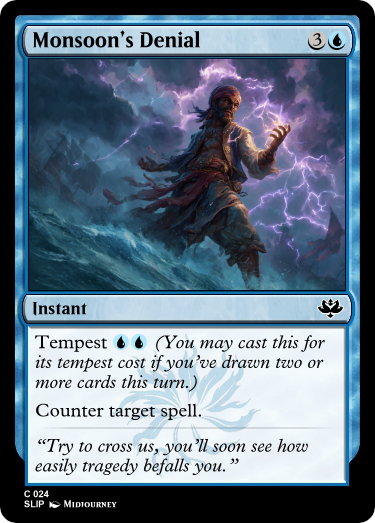 Monsoon's Denial 3
Instant
Tempest (You may cast this for
its tempest cost if you've drawn two or
more cards this turn.)
Counter target spell.
"Try to cross us, you'll soon see how
easily tragedy befalls you."
C 024
SLIP Midjourney